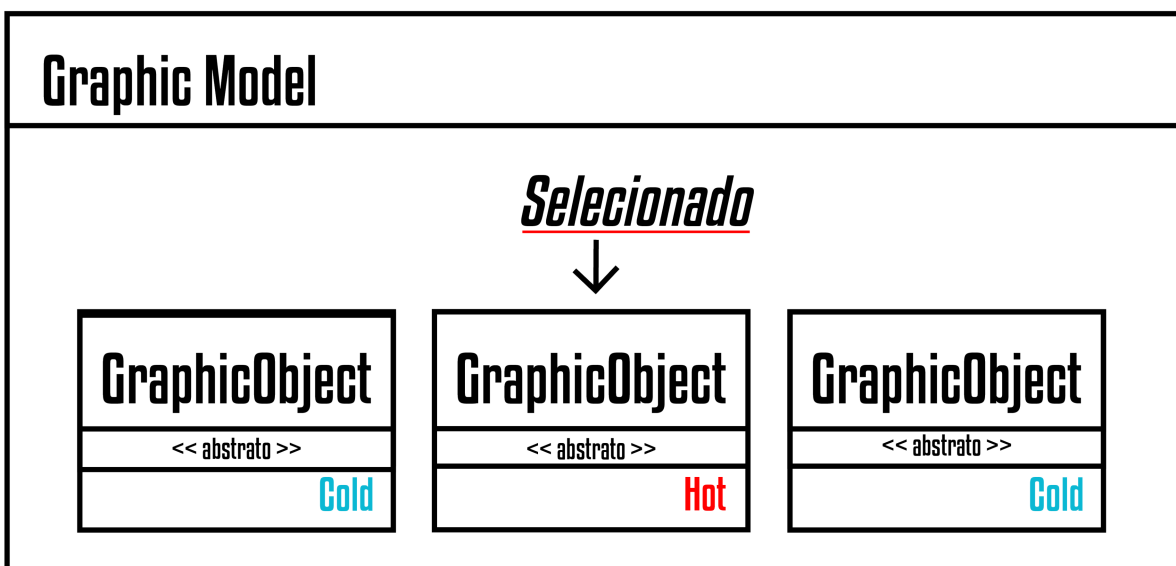 Graphic Model
Selecionado
GraphicObject GraphicObject GraphicObject
<< abstrato >> << abstrato >> << abstrato >>
Cold Hot Cold